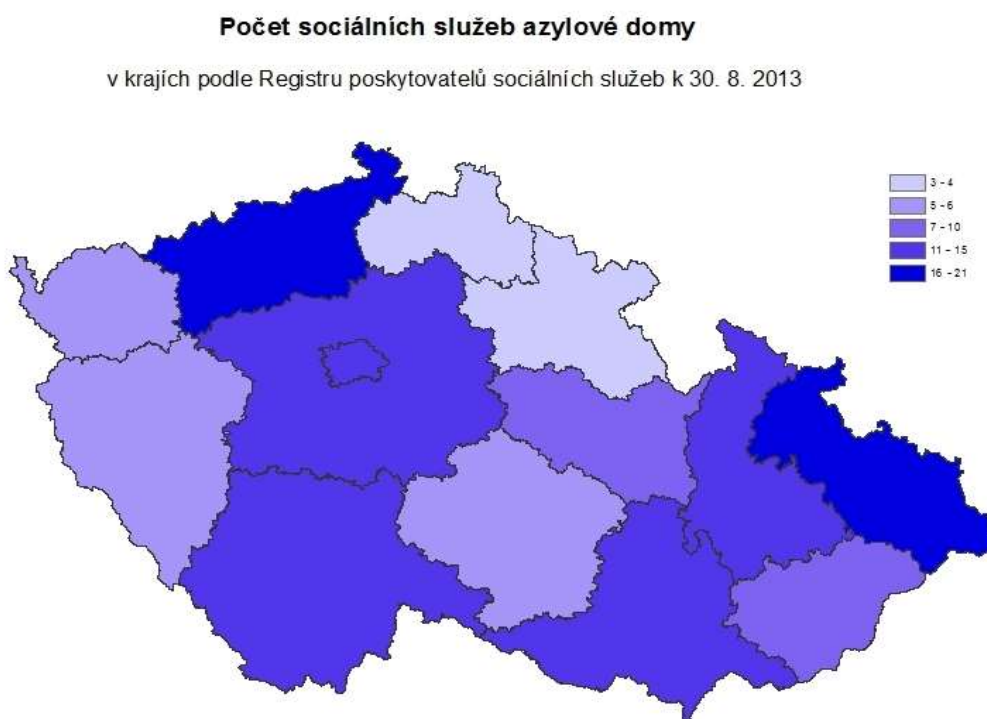 Počet sociálních služeb azylové domy
v krajích podle Registru poskytovatelů sociálních služeb k 30. 8. 2013
3 - 4
5 - 6
7 - 10
11 - 15
16 - 21